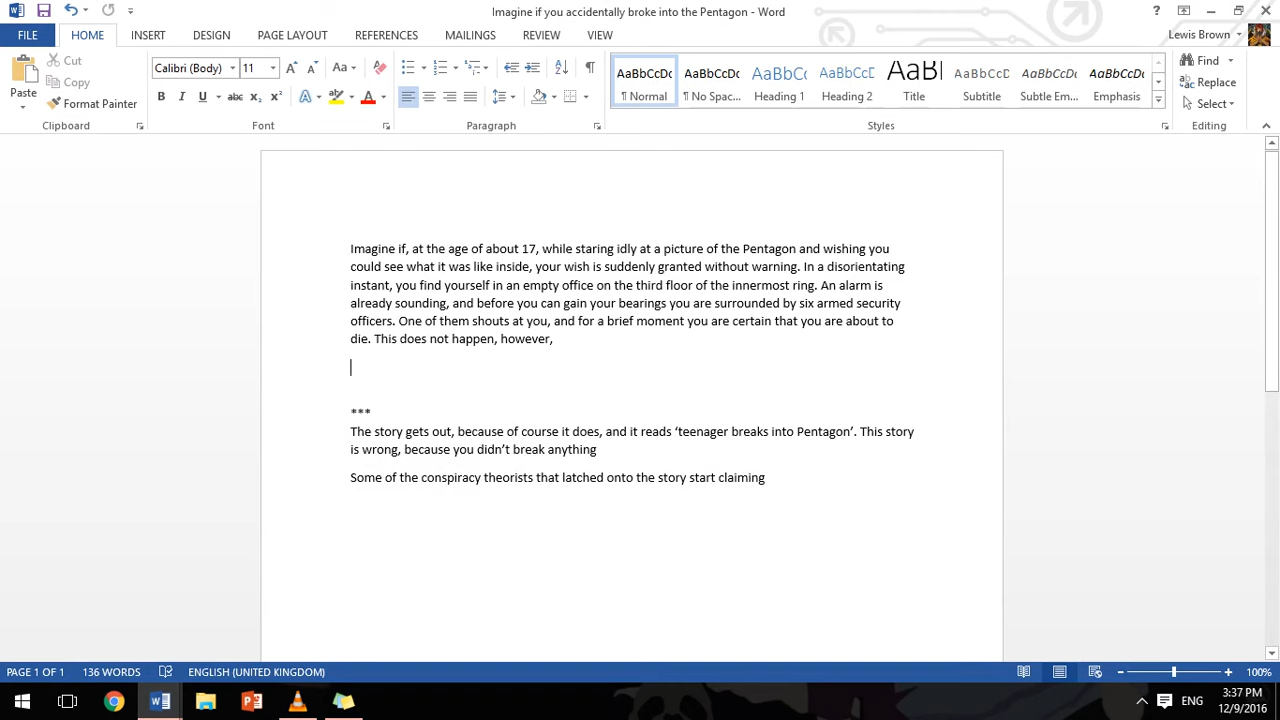 Imagine if you accidentally broke into the Pentagon - Word
FILE HOME INSERT DESIGN PAGE LAYOUT REFERENCES MAILINGS REVIEW VIEW Lewis Brown
Cut
Copy
Format Painter
Paste
Clipboard
Calibri (Body) 11
Font
Paragraph
AaBbCcDc AaBbCcDc AaBbCc AaBbCcC AaBl AaBbCcD AaBbCcDc AaBbCcDc
¶ Normal ¶ No Spac... Heading 1 Heading 2 Title Subtitle Subtle Em... Emphasis
Styles
Find
Replace
Select
Editing
Imagine if, at the age of about 17, while staring idly at a picture of the Pentagon and wishing you
could see what it was like inside, your wish is suddenly granted without warning. In a disorientating
instant, you find yourself in an empty office on the third floor of the innermost ring. An alarm is
already sounding, and before you can gain your bearings you are surrounded by six armed security
officers. One of them shouts at you, and for a brief moment you are certain that you are about to
die. This does not happen, however,
***
The story gets out, because of course it does, and it reads ‘teenager breaks into Pentagon’. This story
is wrong, because you didn’t break anything
Some of the conspiracy theorists that latched onto the story start claiming
PAGE 1 OF 1 136 WORDS ENGLISH (UNITED KINGDOM) 100%
ENG
3:37 PM
12/9/2016